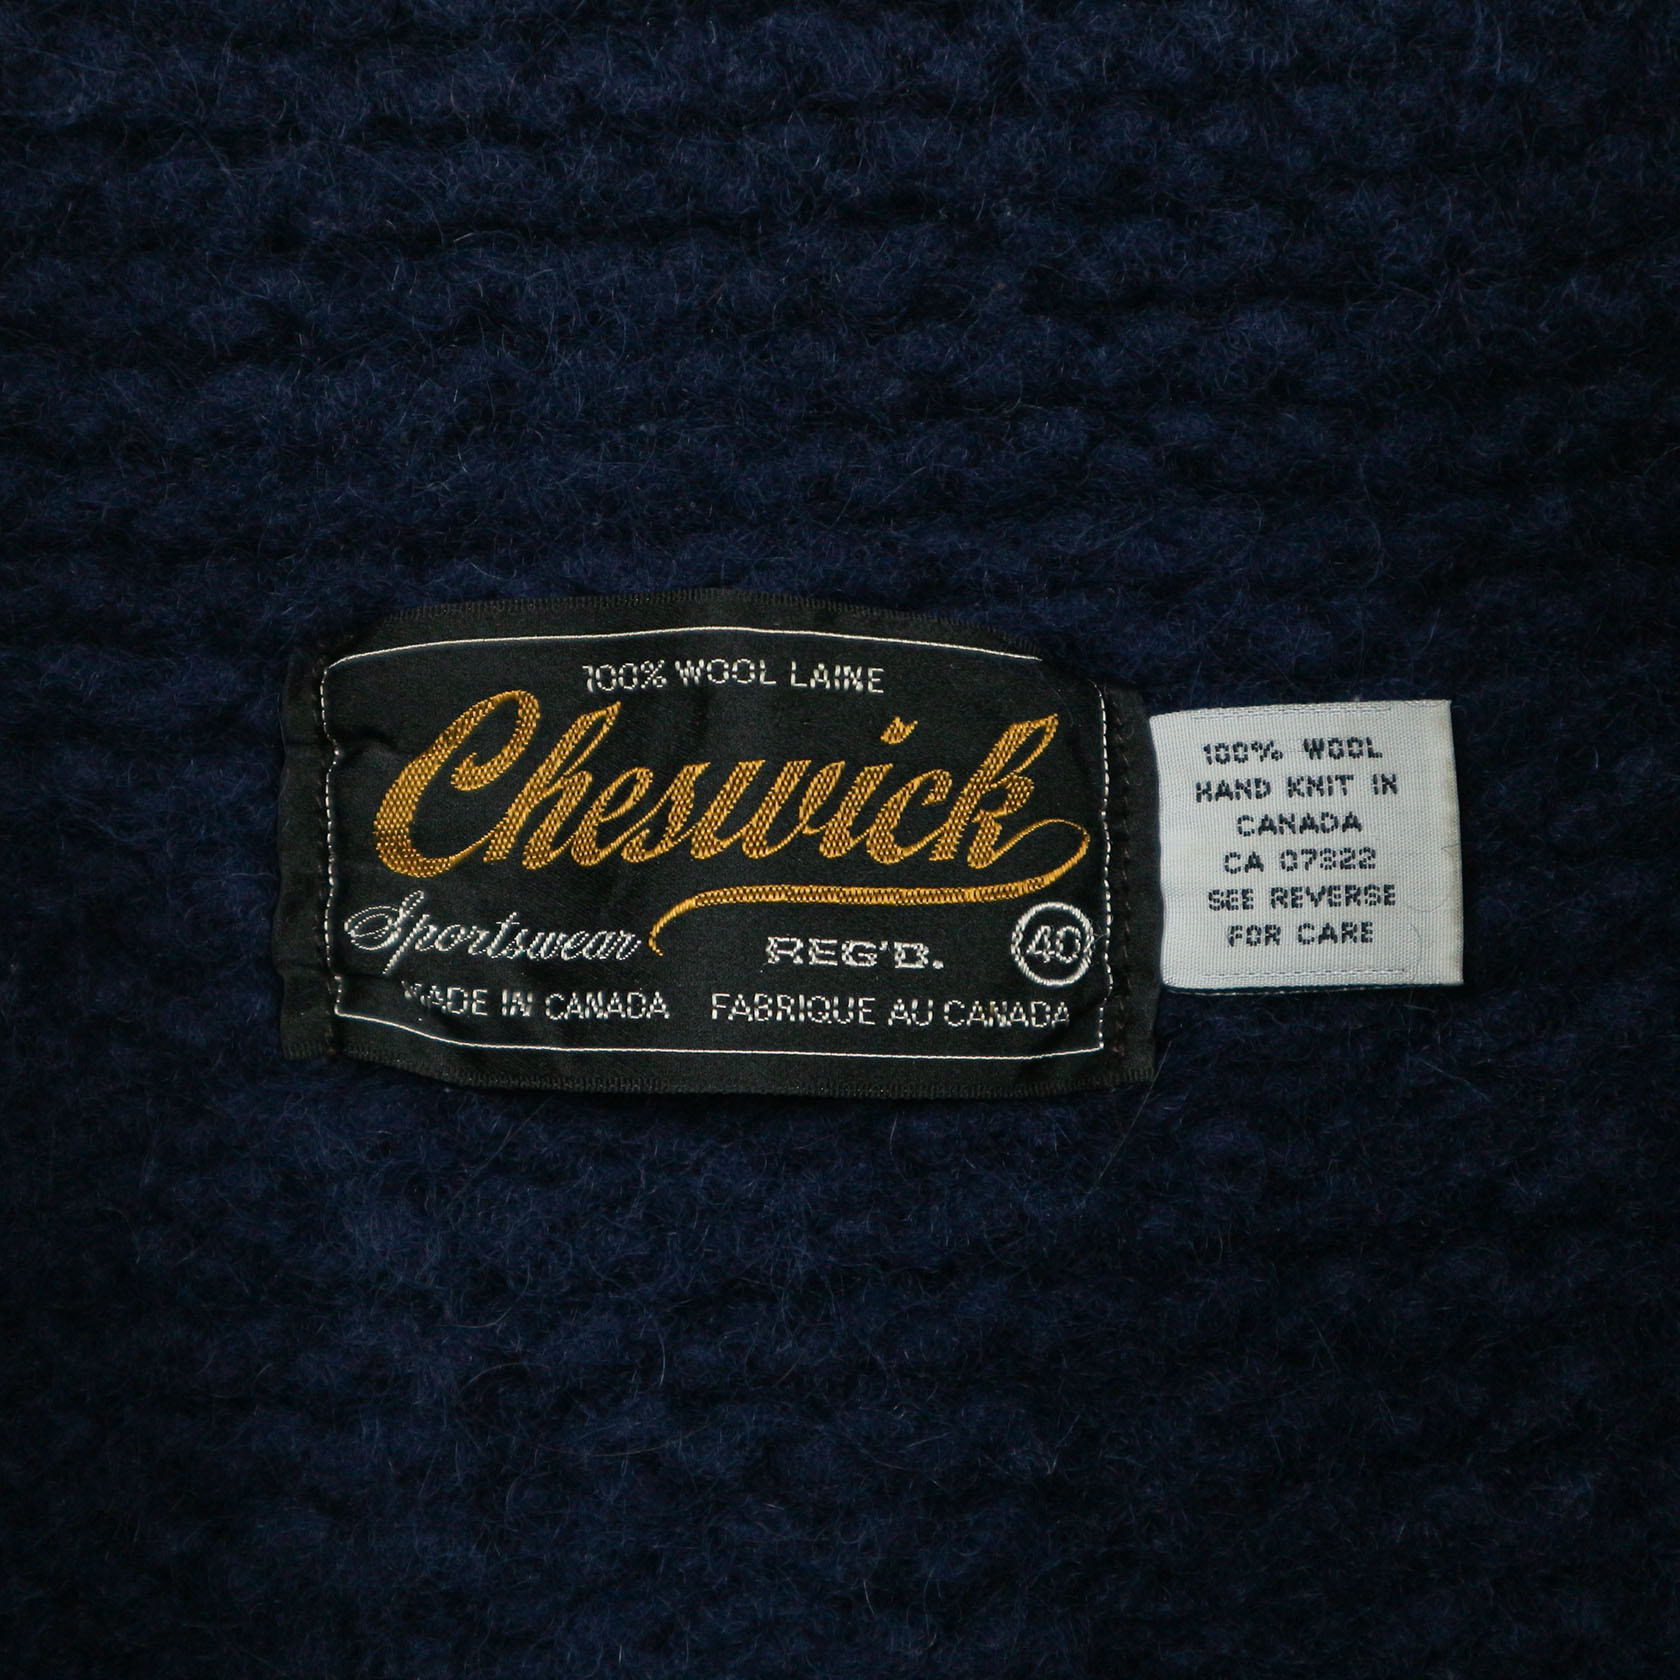 100% WOOL LAINE
Cheswick
Sportswear REG'D. 40
MADE IN CANADA FABRIQUE AU CANADA
100% WOOL
HAND KNIT IN
CANADA
CA 07322
SEE REVERSE
FOR CARE